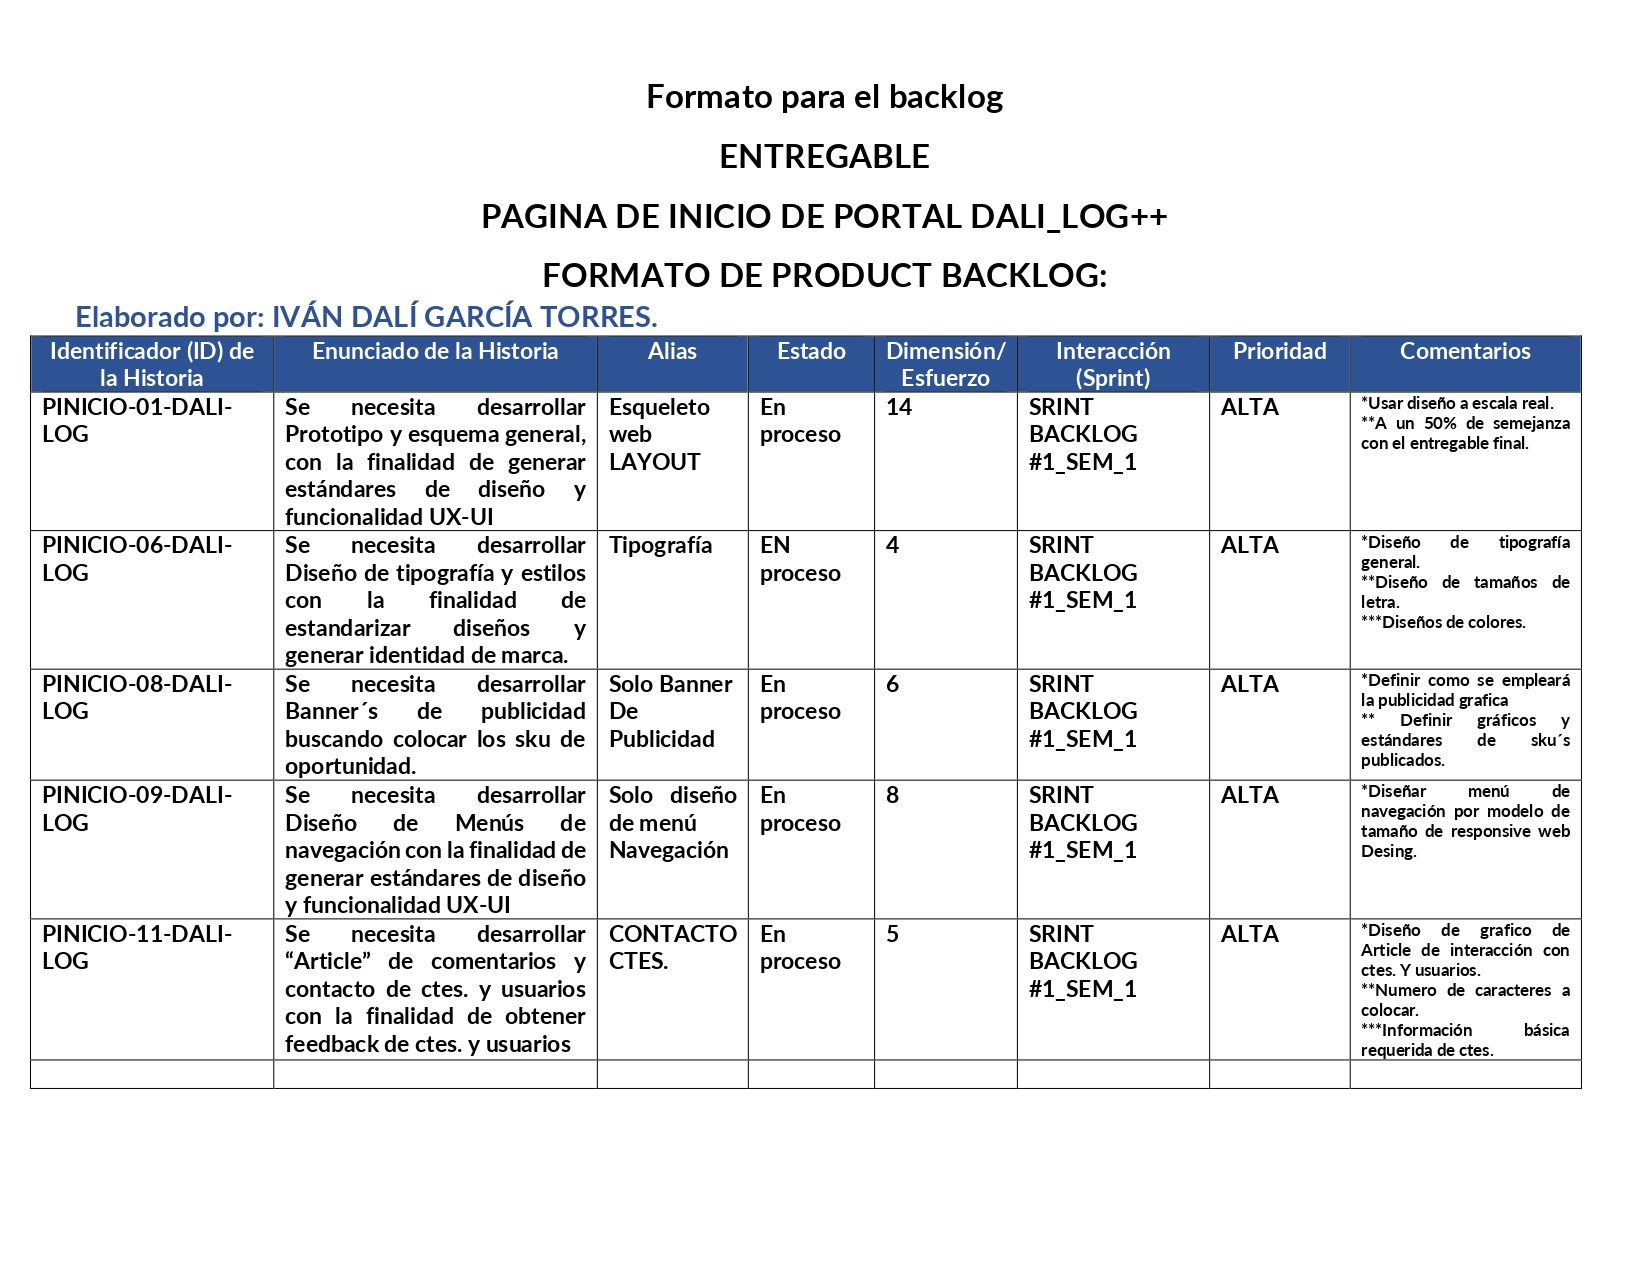 Formato para el backlog
ENTREGABLE
PAGINA DE INICIO DE PORTAL DALI_LOG++
FORMATO DE PRODUCT BACKLOG:
Elaborado por: IVÁN DALÍ GARCÍA TORRES.
Identificador (ID) de
la Historia
Enunciado de la Historia
Alias
Estado
Dimensión/
Esfuerzo
Interacción
(Sprint)
Prioridad
Comentarios
PINICIO-01-DALI-
LOG
Se necesita desarrollar
Prototipo y esquema general,
con la finalidad de generar
estándares de diseño y
funcionalidad UX-UI
Esqueleto
web
LAYOUT
En
proceso
14
SRINT
BACKLOG
#1_SEM_1
ALTA
*Usar diseño a escala real.
**A un 50% de semejanza
con el entregable final.
PINICIO-06-DALI-
LOG
Se necesita desarrollar
Diseño de tipografía y estilos
con la finalidad de
estandarizar diseños y
generar identidad de marca.
Tipografía
EN
proceso
4
SRINT
BACKLOG
#1_SEM_1
ALTA
*Diseño de tipografía
general.
**Diseño de tamaños de
letra.
***Diseños de colores.
PINICIO-08-DALI-
LOG
Se necesita desarrollar
Banner´s de publicidad
buscando colocar los sku de
oportunidad.
Solo Banner
De
Publicidad
En
proceso
6
SRINT
BACKLOG
#1_SEM_1
ALTA
*Definir como se empleará
la publicidad grafica
** Definir gráficos y
estándares de sku´s
publicados.
PINICIO-09-DALI-
LOG
Se necesita desarrollar
Diseño de Menús de
navegación con la finalidad de
generar estándares de diseño
y funcionalidad UX-UI
Solo diseño
de menú
Navegación
En
proceso
8
SRINT
BACKLOG
#1_SEM_1
ALTA
*Diseñar menú de
navegación por modelo de
tamaño de responsive web
Desing.
PINICIO-11-DALI-
LOG
Se necesita desarrollar
“Article” de comentarios y
contacto de ctes. y usuarios
con la finalidad de obtener
feedback de ctes. y usuarios
CONTACTO
CTES.
En
proceso
5
SRINT
BACKLOG
#1_SEM_1
ALTA
*Diseño de grafico de
Article de interacción con
ctes. Y usuarios.
**Numero de caracteres a
colocar.
***Información básica
requerida de ctes.